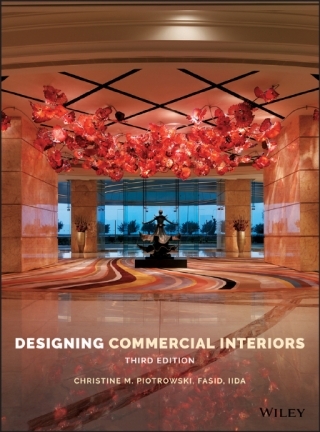 DESIGNING COMMERCIAL INTERIORS
THIRD EDITION
CHRISTINE M. PIOTROWSKI, FASID, IIDA
WILEY